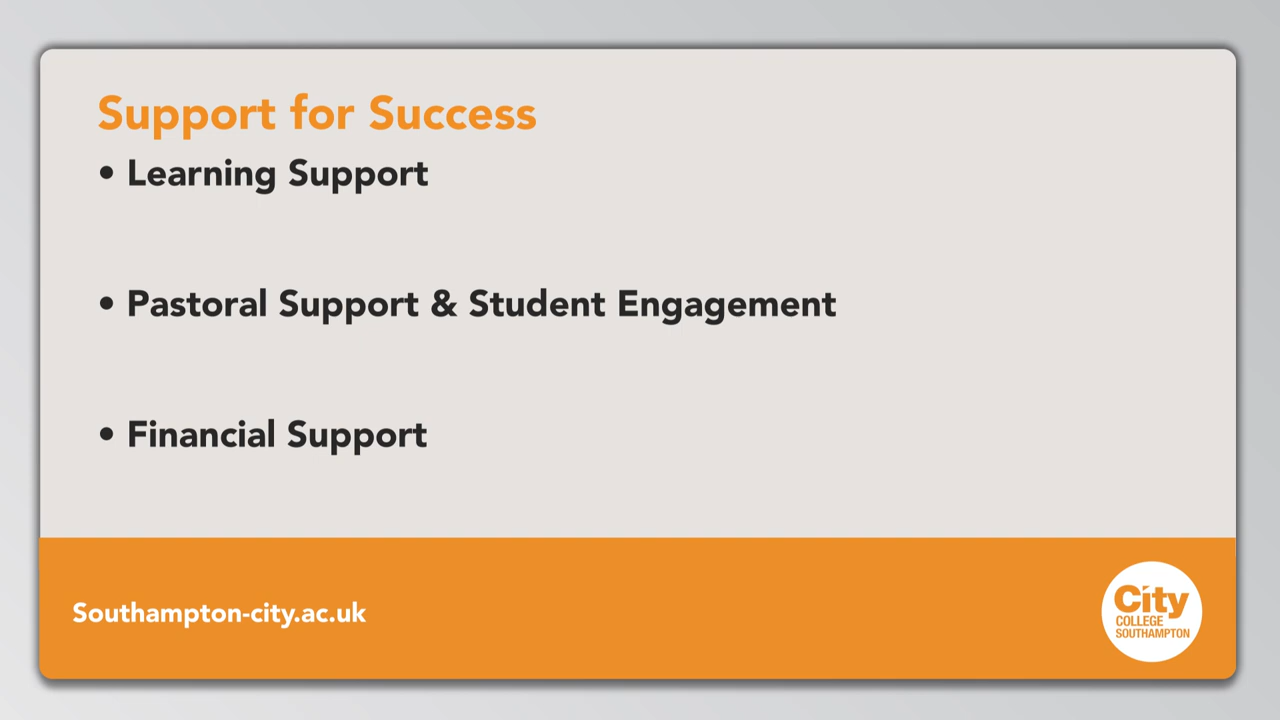 Support for Success
• Learning Support
• Pastoral Support & Student Engagement
• Financial Support
Southampton-city.ac.uk
City
COLLEGE
SOUTHAMPTON